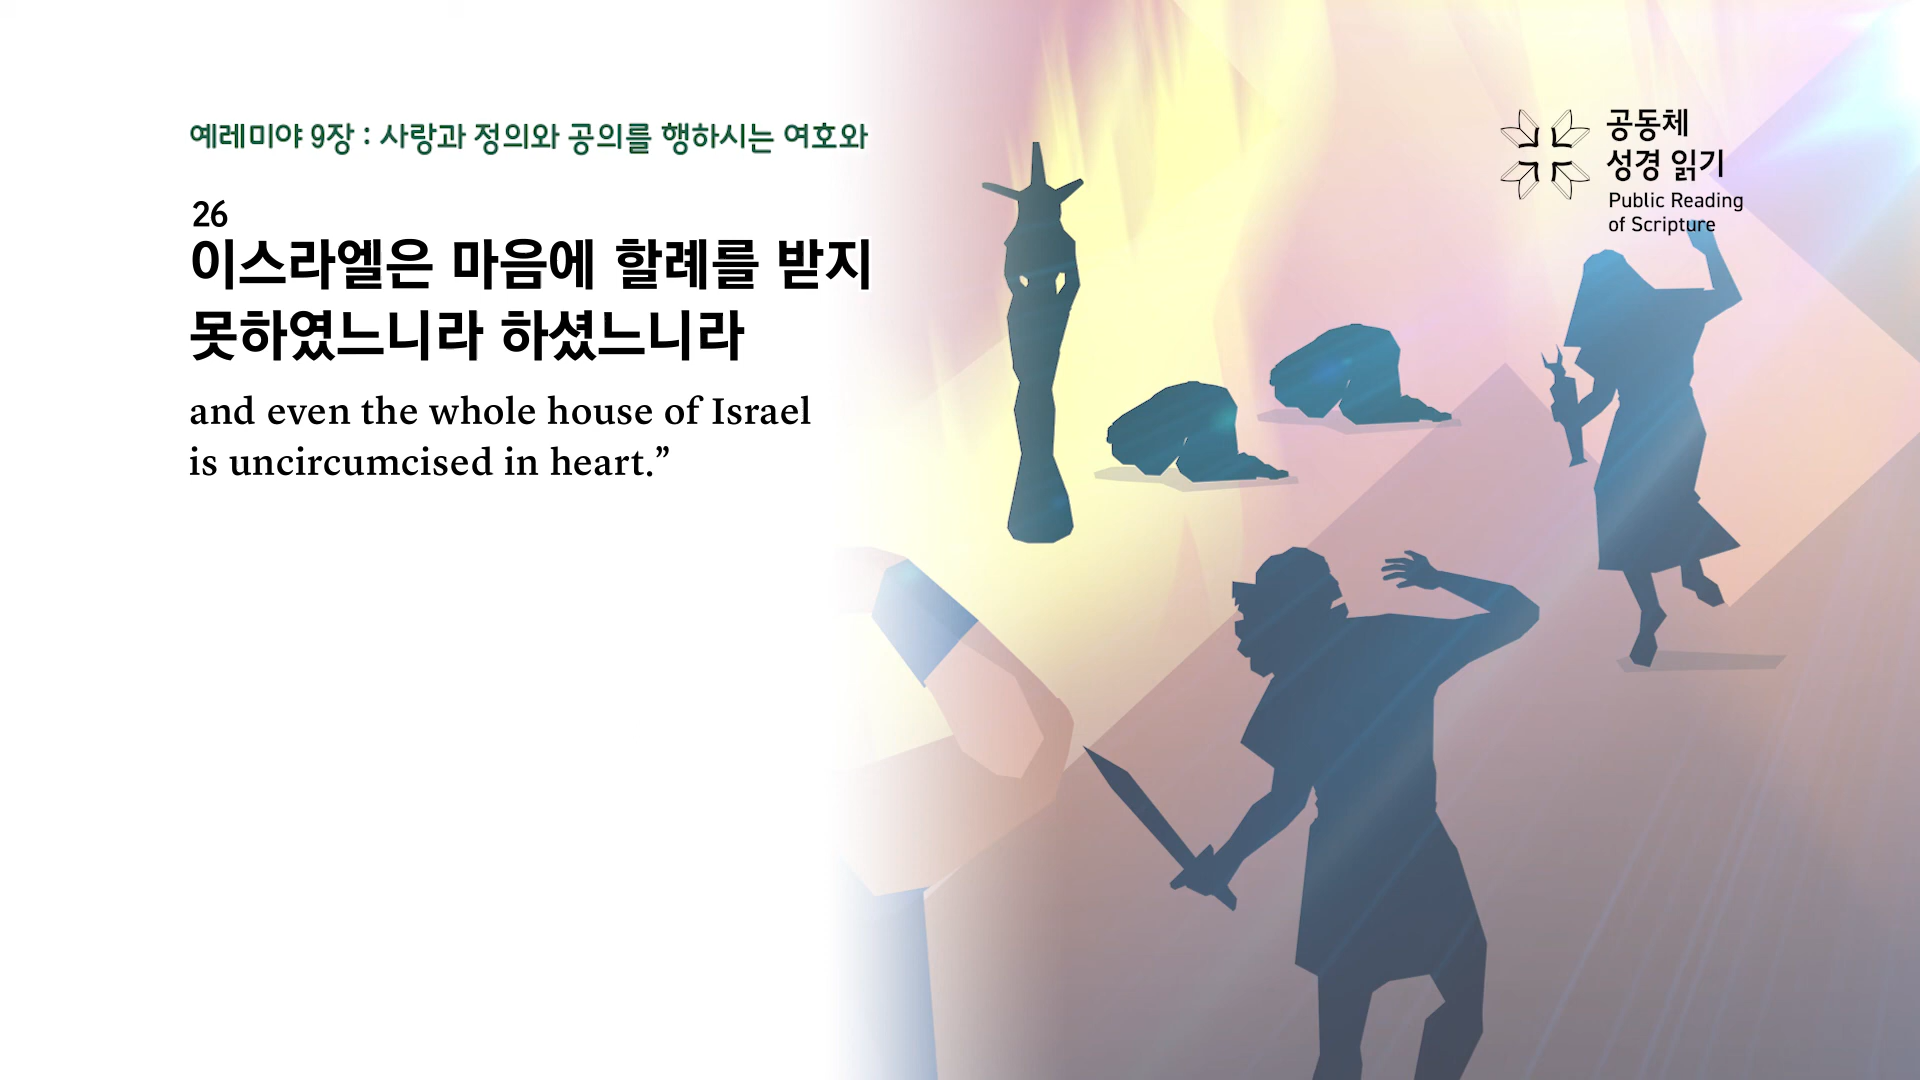 예레미야 9장 : 사랑과 정의와 공의를 행하시는 여호와
26
이스라엘은 마음에 할례를 받지
못하였느니라 하셨느니라
and even the whole house of Israel
is uncircumcised in heart.”
공동체
성경 읽기
Public Reading
of Scripture